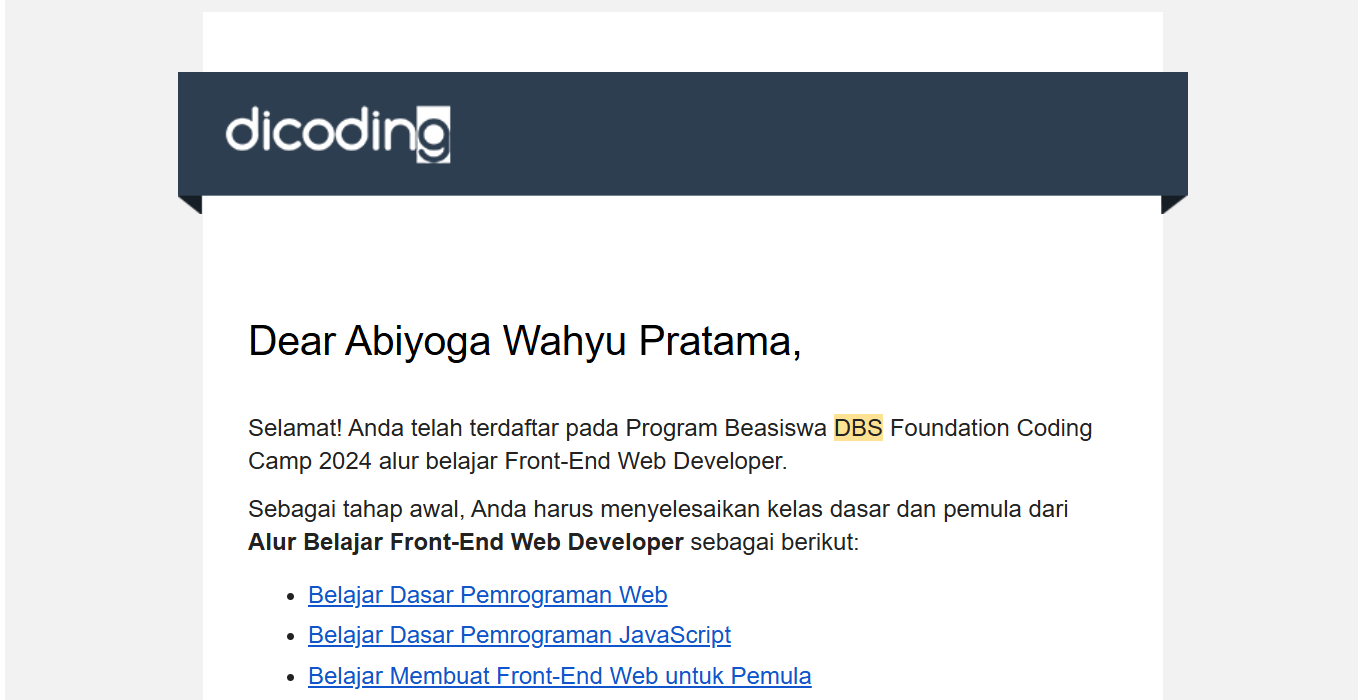 dicoding
Dear Abiyoga Wahyu Pratama,
Selamat! Anda telah terdaftar pada Program Beasiswa DBS Foundation Coding
Camp 2024 alur belajar Front-End Web Developer.
Sebagai tahap awal, Anda harus menyelesaikan kelas dasar dan pemula dari
Alur Belajar Front-End Web Developer sebagai berikut:
• Belajar Dasar Pemrograman Web
• Belajar Dasar Pemrograman JavaScript
• Belajar Membuat Front-End Web untuk Pemula